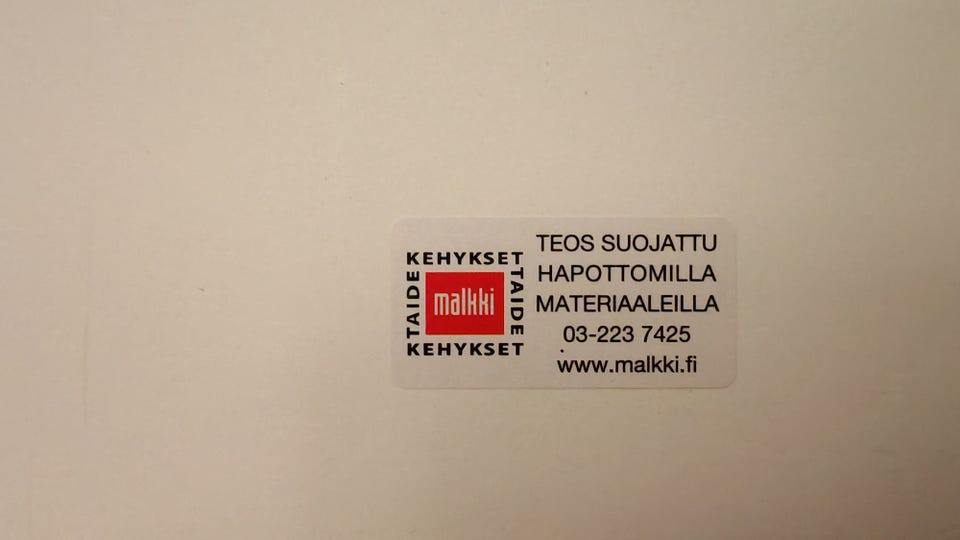 KEHYKSET
TAIDE
malkki
TAIDE
KEHYKSET
TEOS SUOJATTU
HAPOTTOMILLA
MATERIAALEILLA
03-223 7425
www.malkki.fi